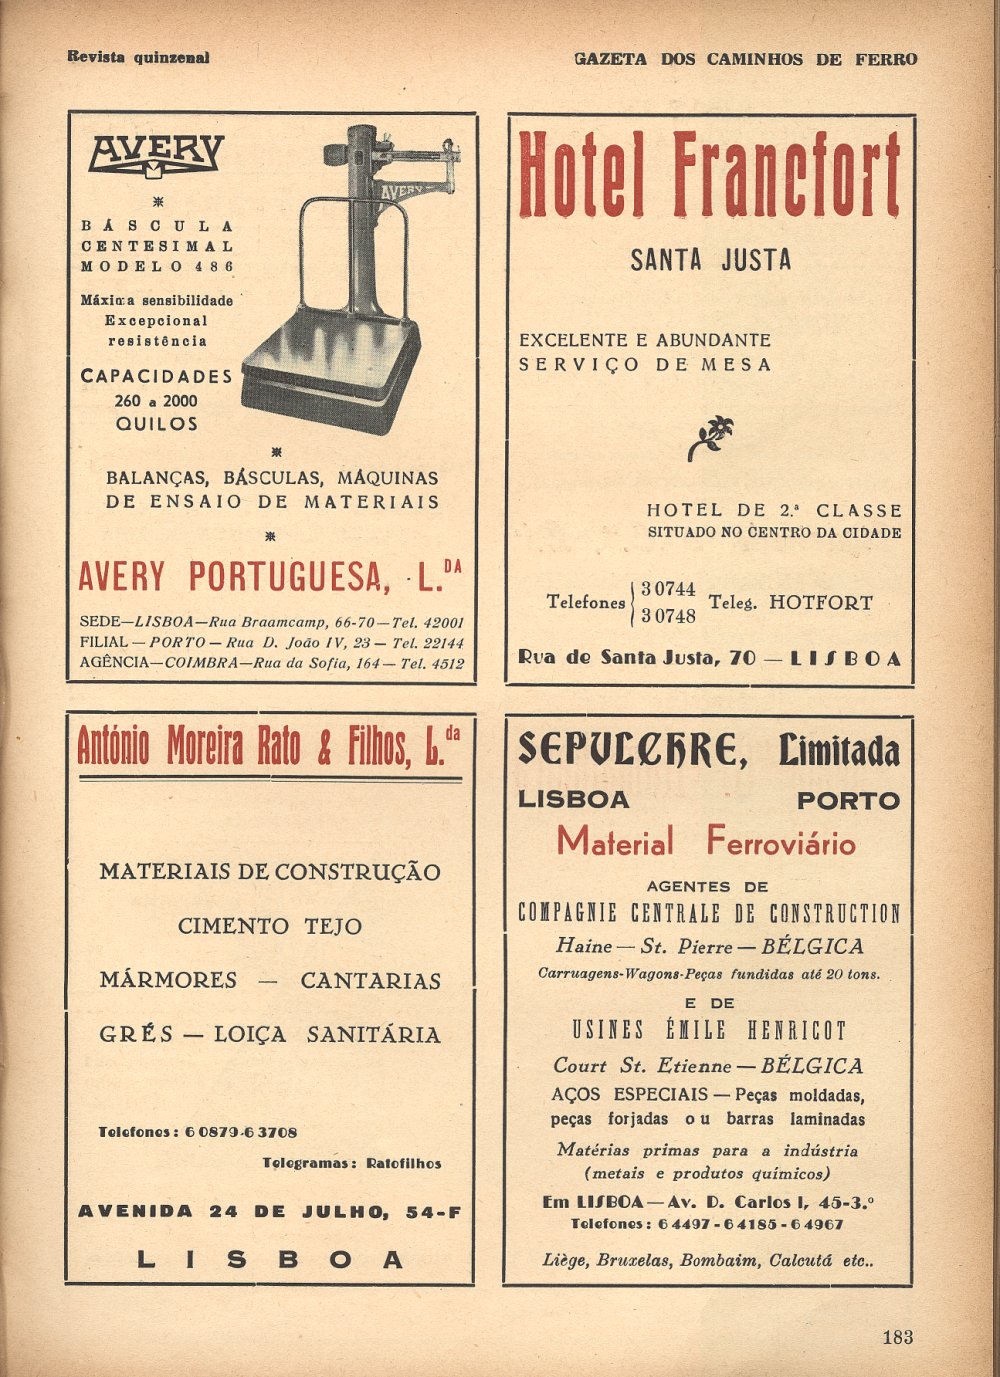 Revista quinzenal
GAZETA DOS CAMINHOS DE FERRO
AVERY
BÁSCULA
CENTESIMAL
MODELO 486
Máxima sensibilidade
Excepcional
resistência
CAPACIDADES
260 a 2000
QUILOS
AVERY
BALANÇAS, BÁSCULAS, MÁQUINAS
DE ENSAIO DE MATERIAIS
AVERY PORTUGUESA, L.DA
SEDE—LISBOA—Rua Braamcamp, 66-70—Tel. 42001
FILIAL—PORTO—Rua D. João IV, 23—Tel. 22144
AGÊNCIA—COIMBRA—Rua da Sofia, 164—Tel. 4512
Hotel Francfort
SANTA JUSTA
EXCELENTE E ABUNDANTE
SERVIÇO DE MESA
HOTEL DE 2.ª CLASSE
SITUADO NO CENTRO DA CIDADE
Telefones { 30744
30748 Teleg. HOTFORT
Rua de Santa Justa, 70 — LISBOA
António Moreira Rato & Filhos, L.da
MATERIAIS DE CONSTRUÇÃO
CIMENTO TEJO
MÁRMORES — CANTARIAS
GRÉS — LOIÇA SANITÁRIA
Telefones: 60879-63708
Telegramas: Ratofilhos
AVENIDA 24 DE JULHO, 54-F
LISBOA
SEPULCHRE, Limitada
LISBOA PORTO
Material Ferroviário
AGENTES DE
COMPAGNIE CENTRALE DE CONSTRUCTION
Haine — St. Pierre — BÉLGICA
Carruagens-Wagons-Peças fundidas até 20 tons.
E DE
USINES ÉMILE HENRICOT
Court St. Etienne — BÉLGICA
AÇOS ESPECIAIS — Peças moldadas,
peças forjadas ou barras laminadas
Matérias primas para a indústria
(metais e produtos químicos)
Em LISBOA — Av. D. Carlos I, 45-3.º
Telefones: 64497-64185-64967
Liège, Bruxelas, Bombaim, Calcutá etc..
183